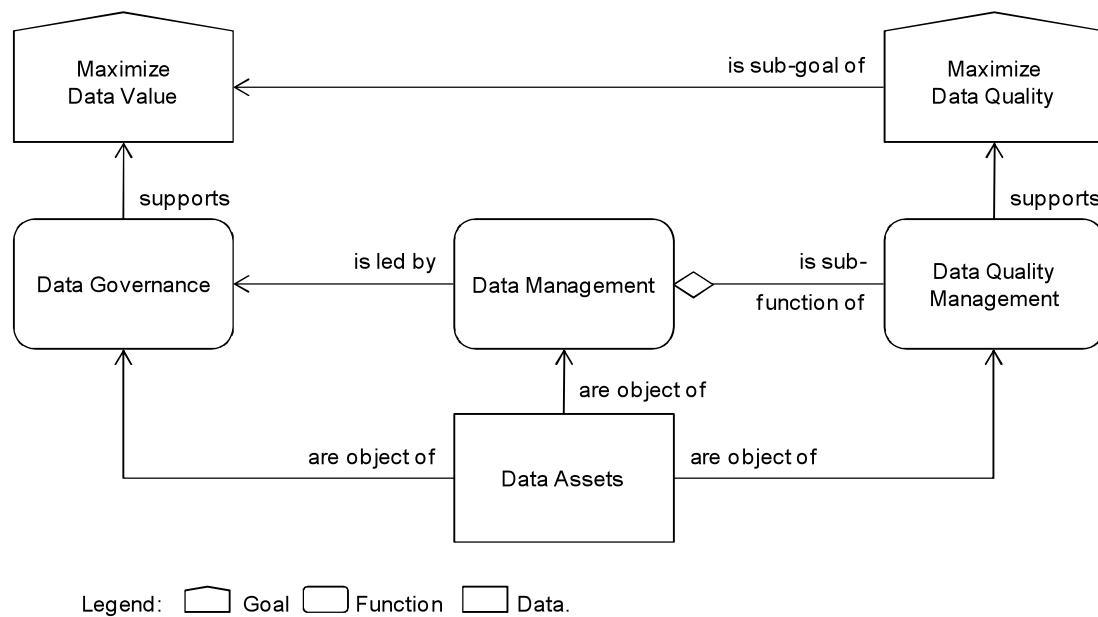 Maximize
Data Value
is sub-goal of
Maximize
Data Quality
supports
supports
Data Governance
is led by
Data Management
is sub-
function of
Data Quality
Management
are object of
are object of
are object of
Data Assets
Legend: Goal Function Data.